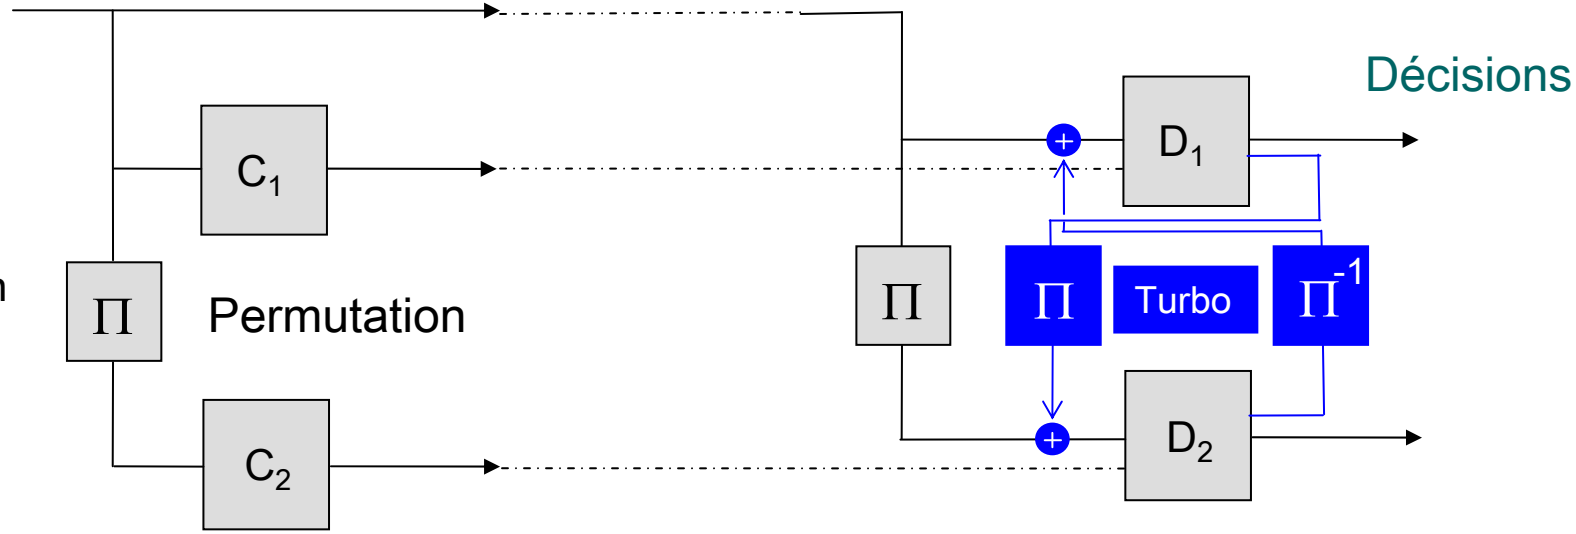 Décisions
+
D₁
C₁
n
Π
Permutation
Π
Π
Turbo
Π⁻¹
+
D₂
C₂